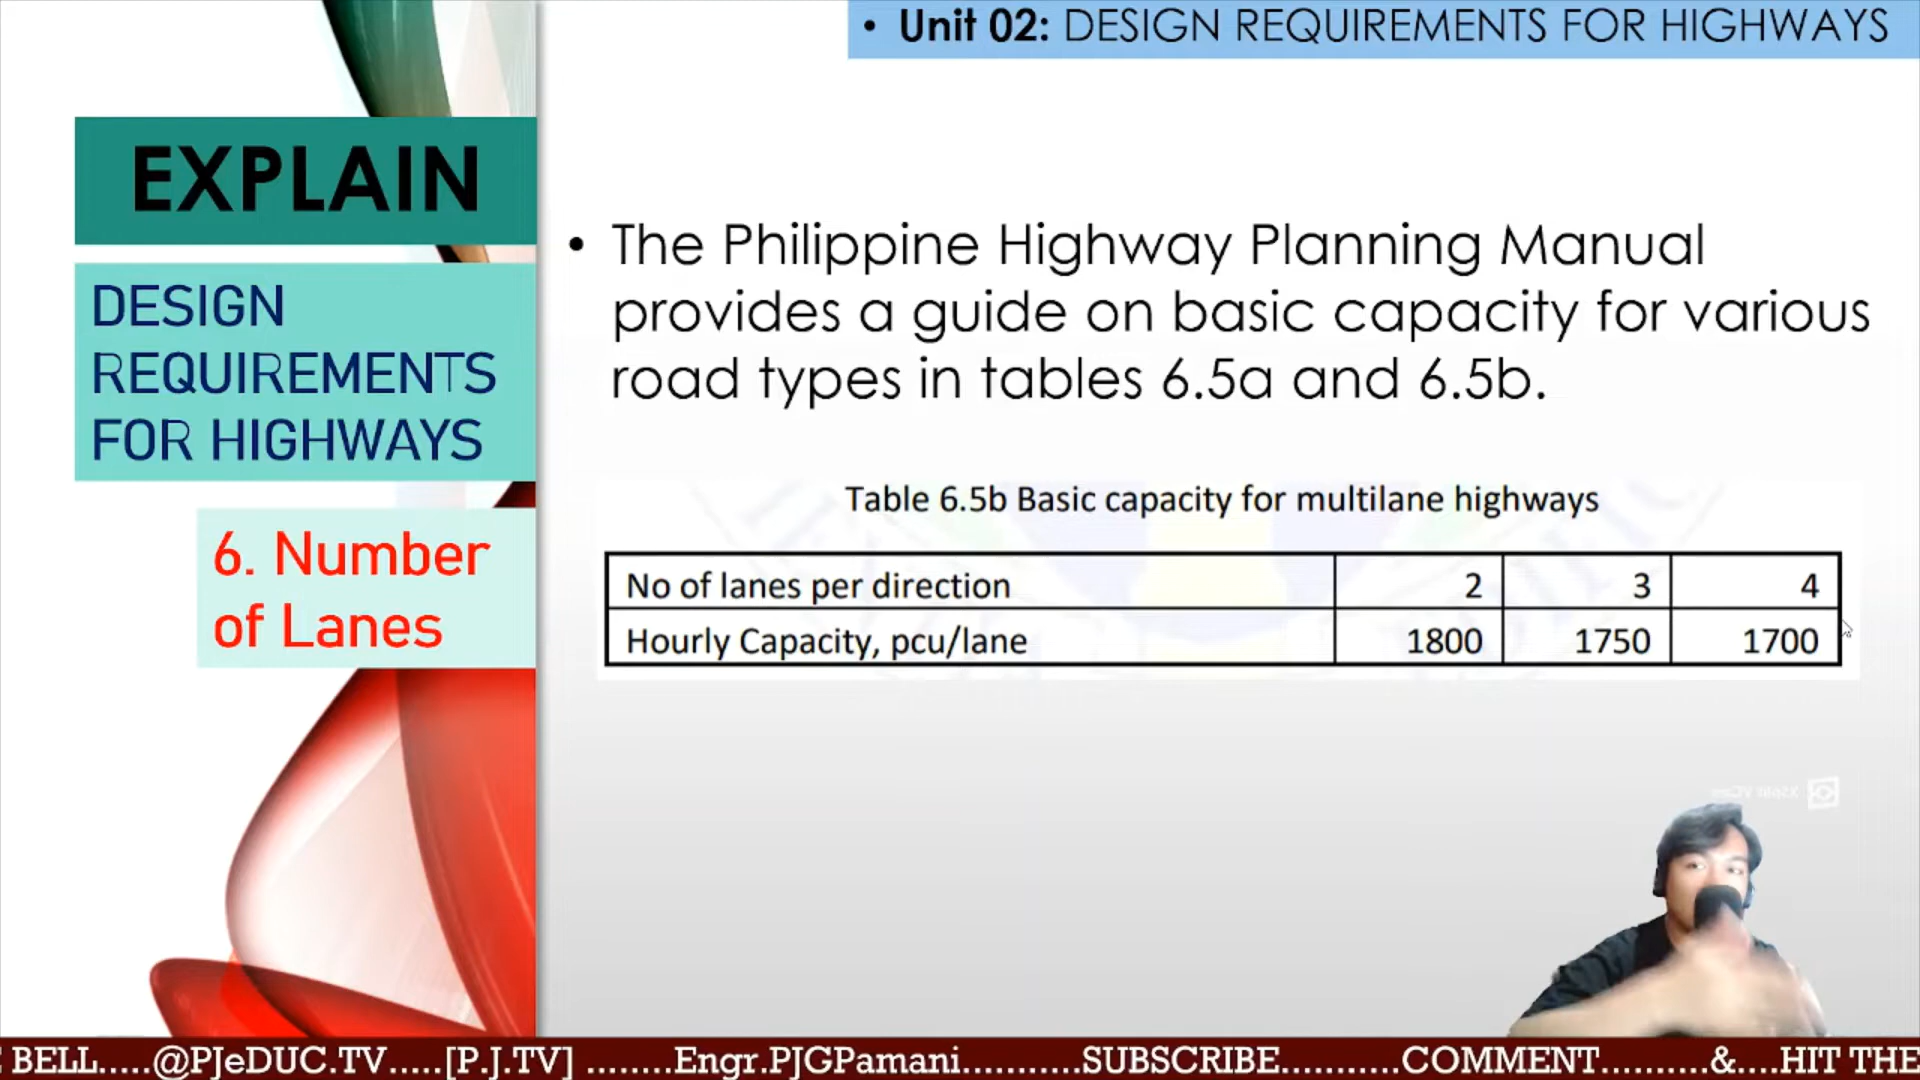 • Unit 02: DESIGN REQUIREMENTS FOR HIGHWAYS
EXPLAIN
DESIGN
REQUIREMENTS
FOR HIGHWAYS
6. Number
of Lanes
• The Philippine Highway Planning Manual
provides a guide on basic capacity for various
road types in tables 6.5a and 6.5b.
Table 6.5b Basic capacity for multilane highways
No of lanes per direction 2 3 4
Hourly Capacity, pcu/lane 1800 1750 1700
BELL.....@PJeDUC.TV.....[P.J.TV] ........Engr.PJGPamani...........SUBSCRIBE...........COMMENT..........&....HIT THE